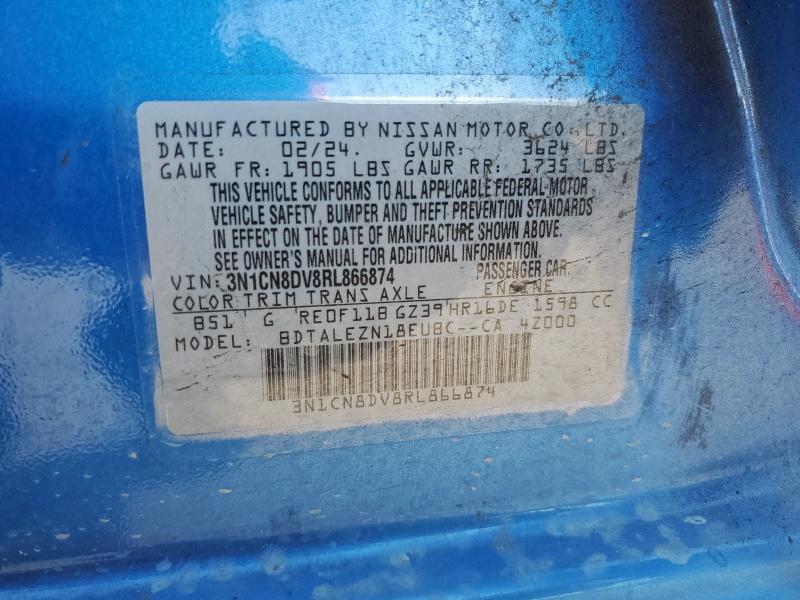 MANUFACTURED BY NISSAN MOTOR CO., LTD.
DATE: 02/24. GVWR: 3624 LBS
GAWR FR: 1905 LBS GAWR RR: 1735 LBS
THIS VEHICLE CONFORMS TO ALL APPLICABLE FEDERAL MOTOR
VEHICLE SAFETY, BUMPER AND THEFT PREVENTION STANDARDS
IN EFFECT ON THE DATE OF MANUFACTURE SHOWN ABOVE.
SEE OWNER'S MANUAL FOR ADDITIONAL INFORMATION.
VIN: 3N1CN8DV8RL866874 PASSENGER CAR.
COLOR TRIM TRANS AXLE ENGINE
B51 G RE0F11B GZ39 HR16DE 1598 CC
MODEL: BDTALEZN18EUBC--CA 4Z000
3N1CN8DV8RL866874